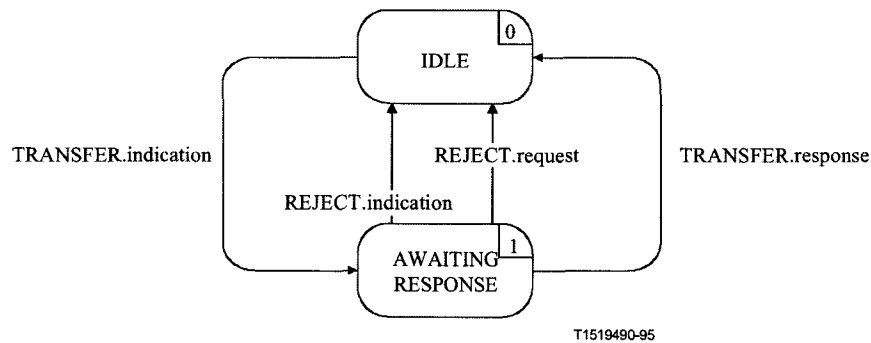 0
IDLE
TRANSFER.indication
REJECT.request
TRANSFER.response
REJECT.indication
1
AWAITING
RESPONSE
T1519490-95